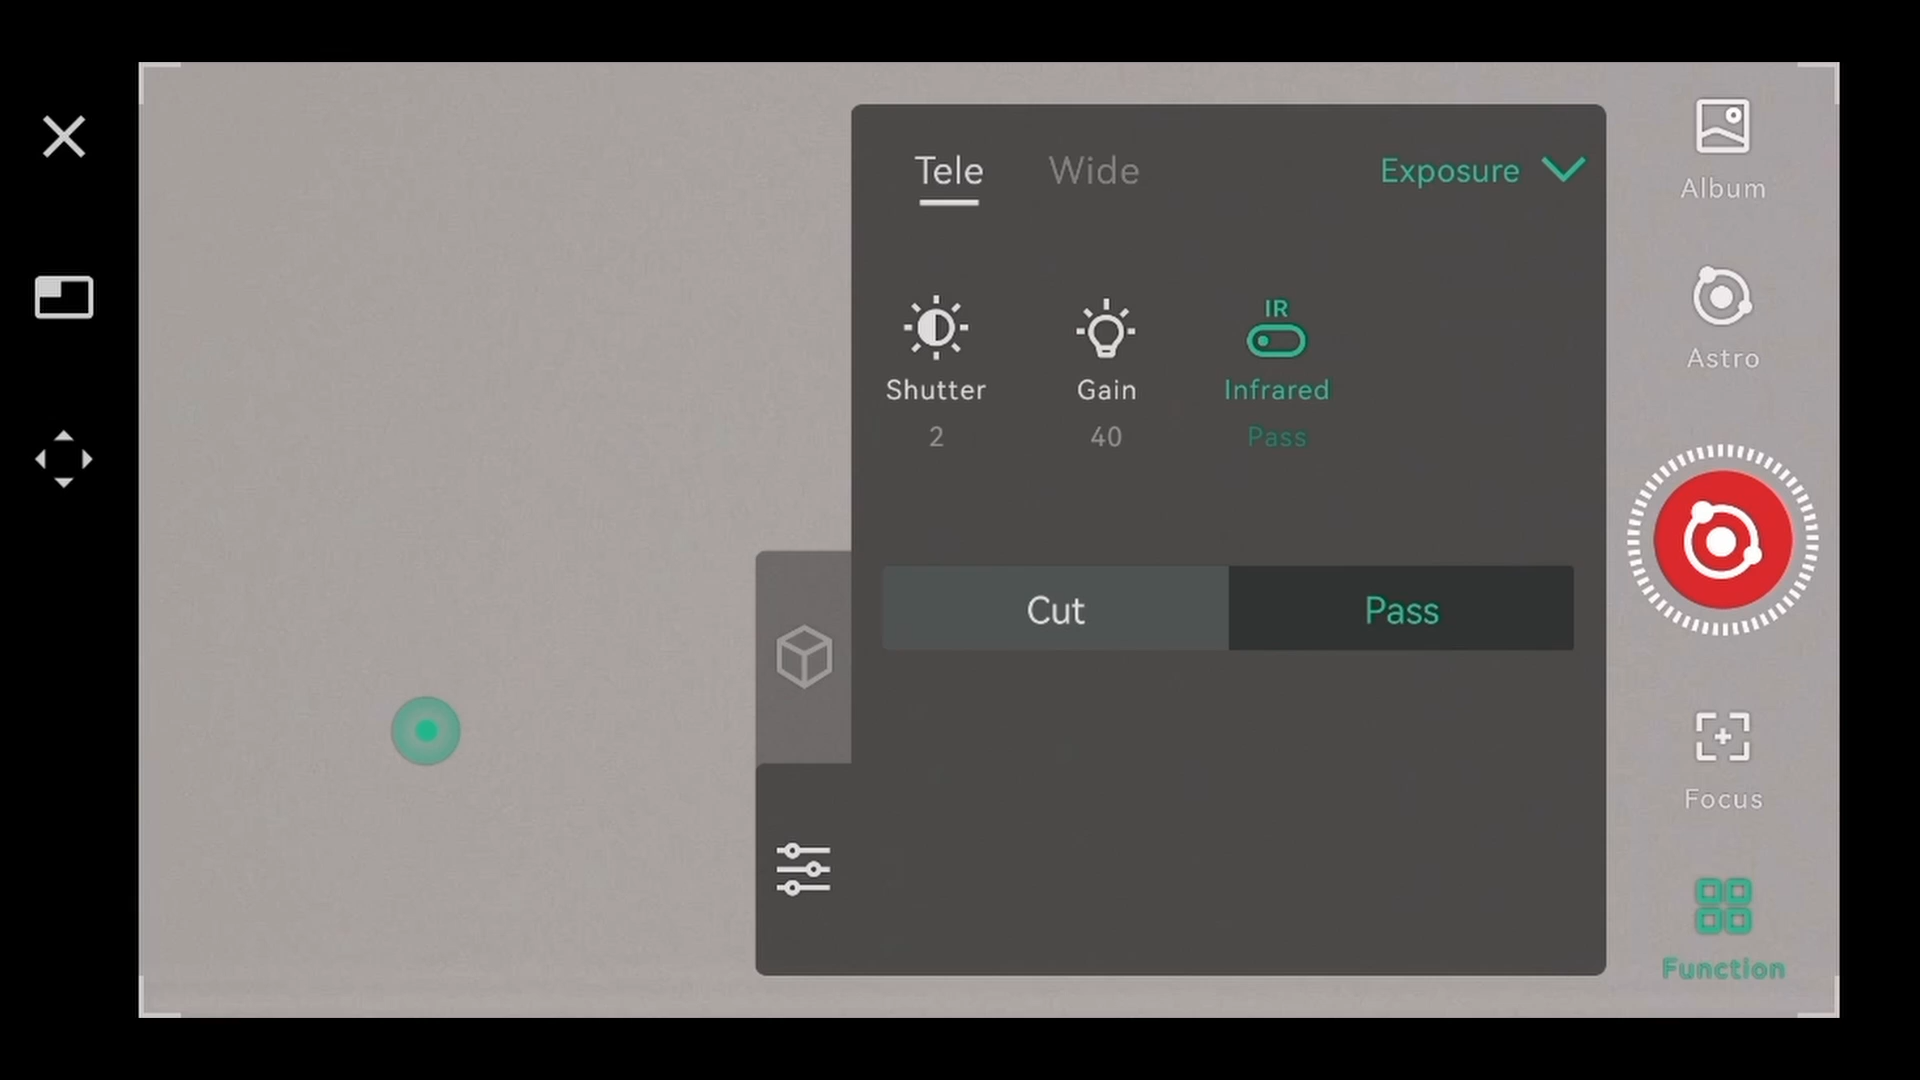 Tele Wide Exposure
Album
IR
Shutter Gain Infrared
2 40 Pass
Astro
Cut Pass
Focus
Function